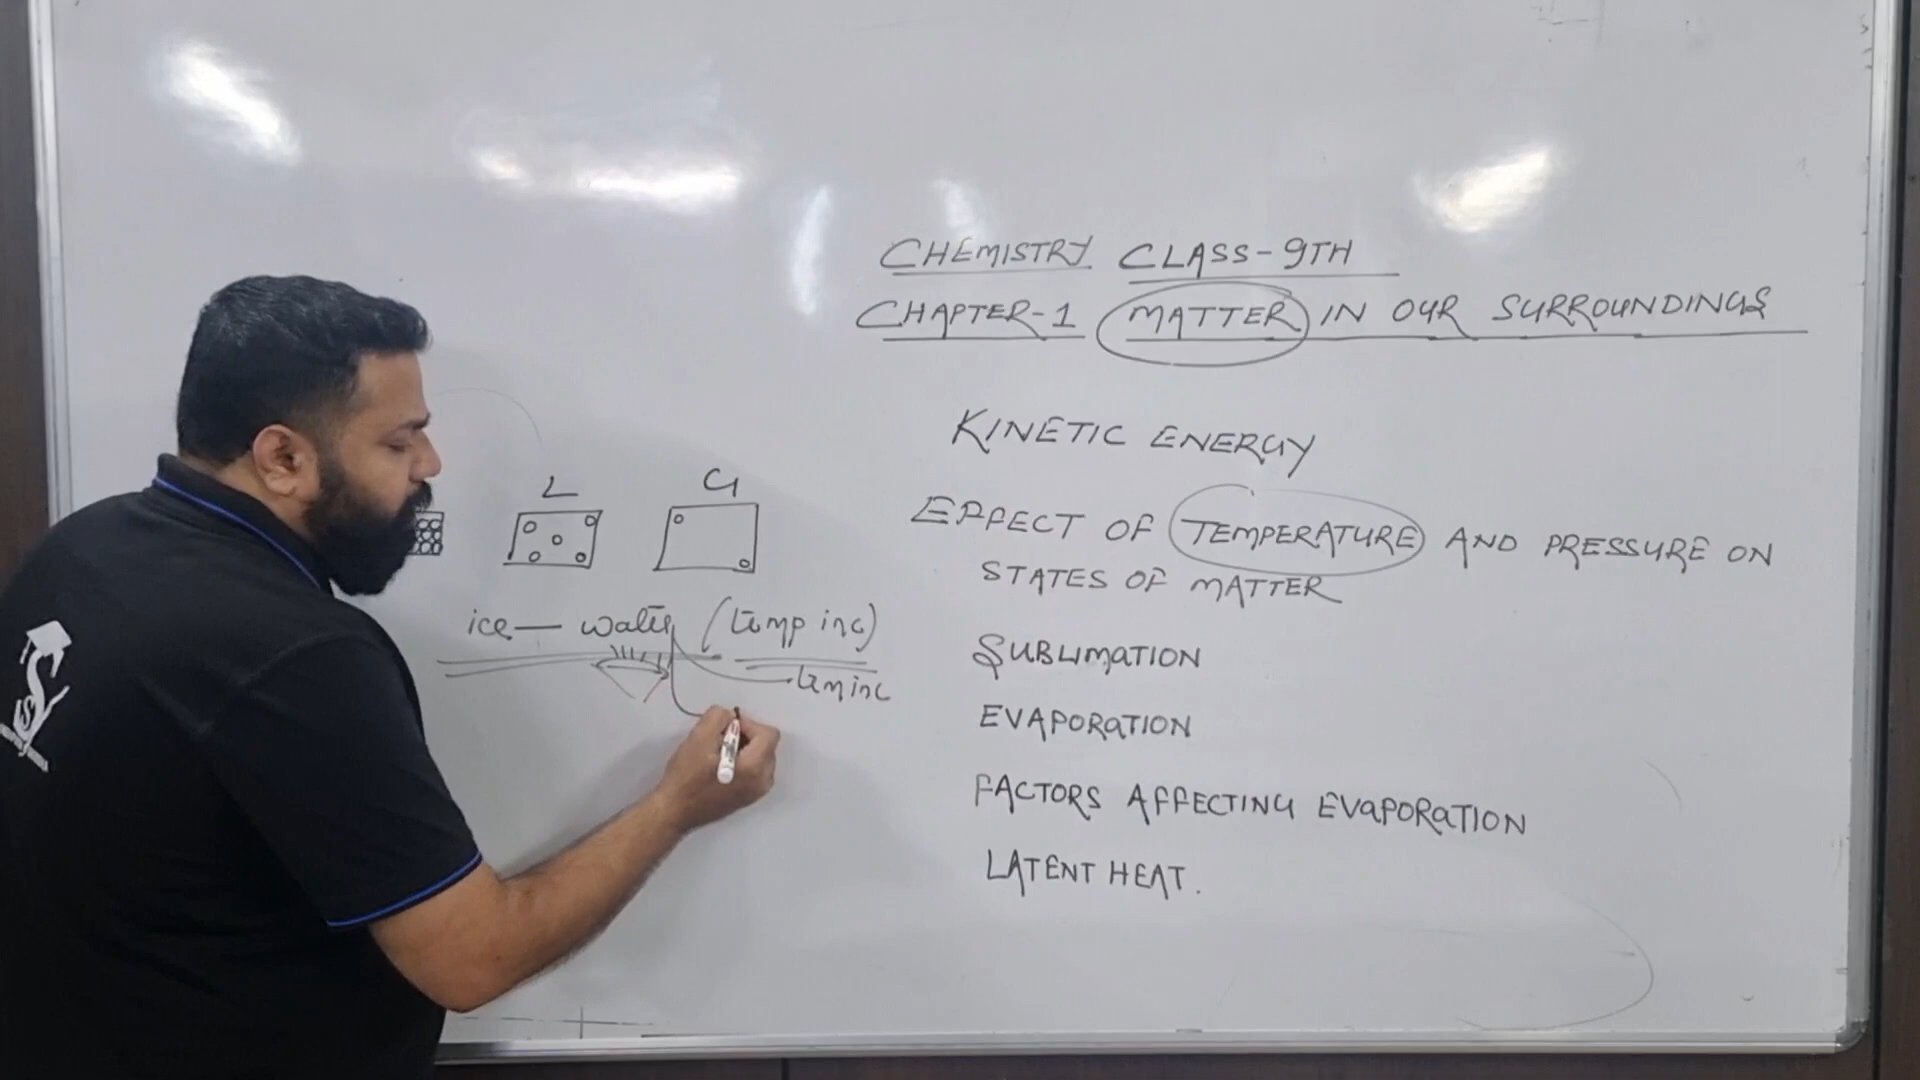 CHEMISTRY CLASS-9TH
CHAPTER-1 MATTER IN OUR SURROUNDINGS
KINETIC ENERGY
EFFECT OF TEMPERATURE AND PRESSURE ON
STATES OF MATTER
SUBLIMATION
EVAPORATION
FACTORS AFFECTING EVAPORATION
LATENT HEAT.
L G
ice — water (temp inc)
tem inc